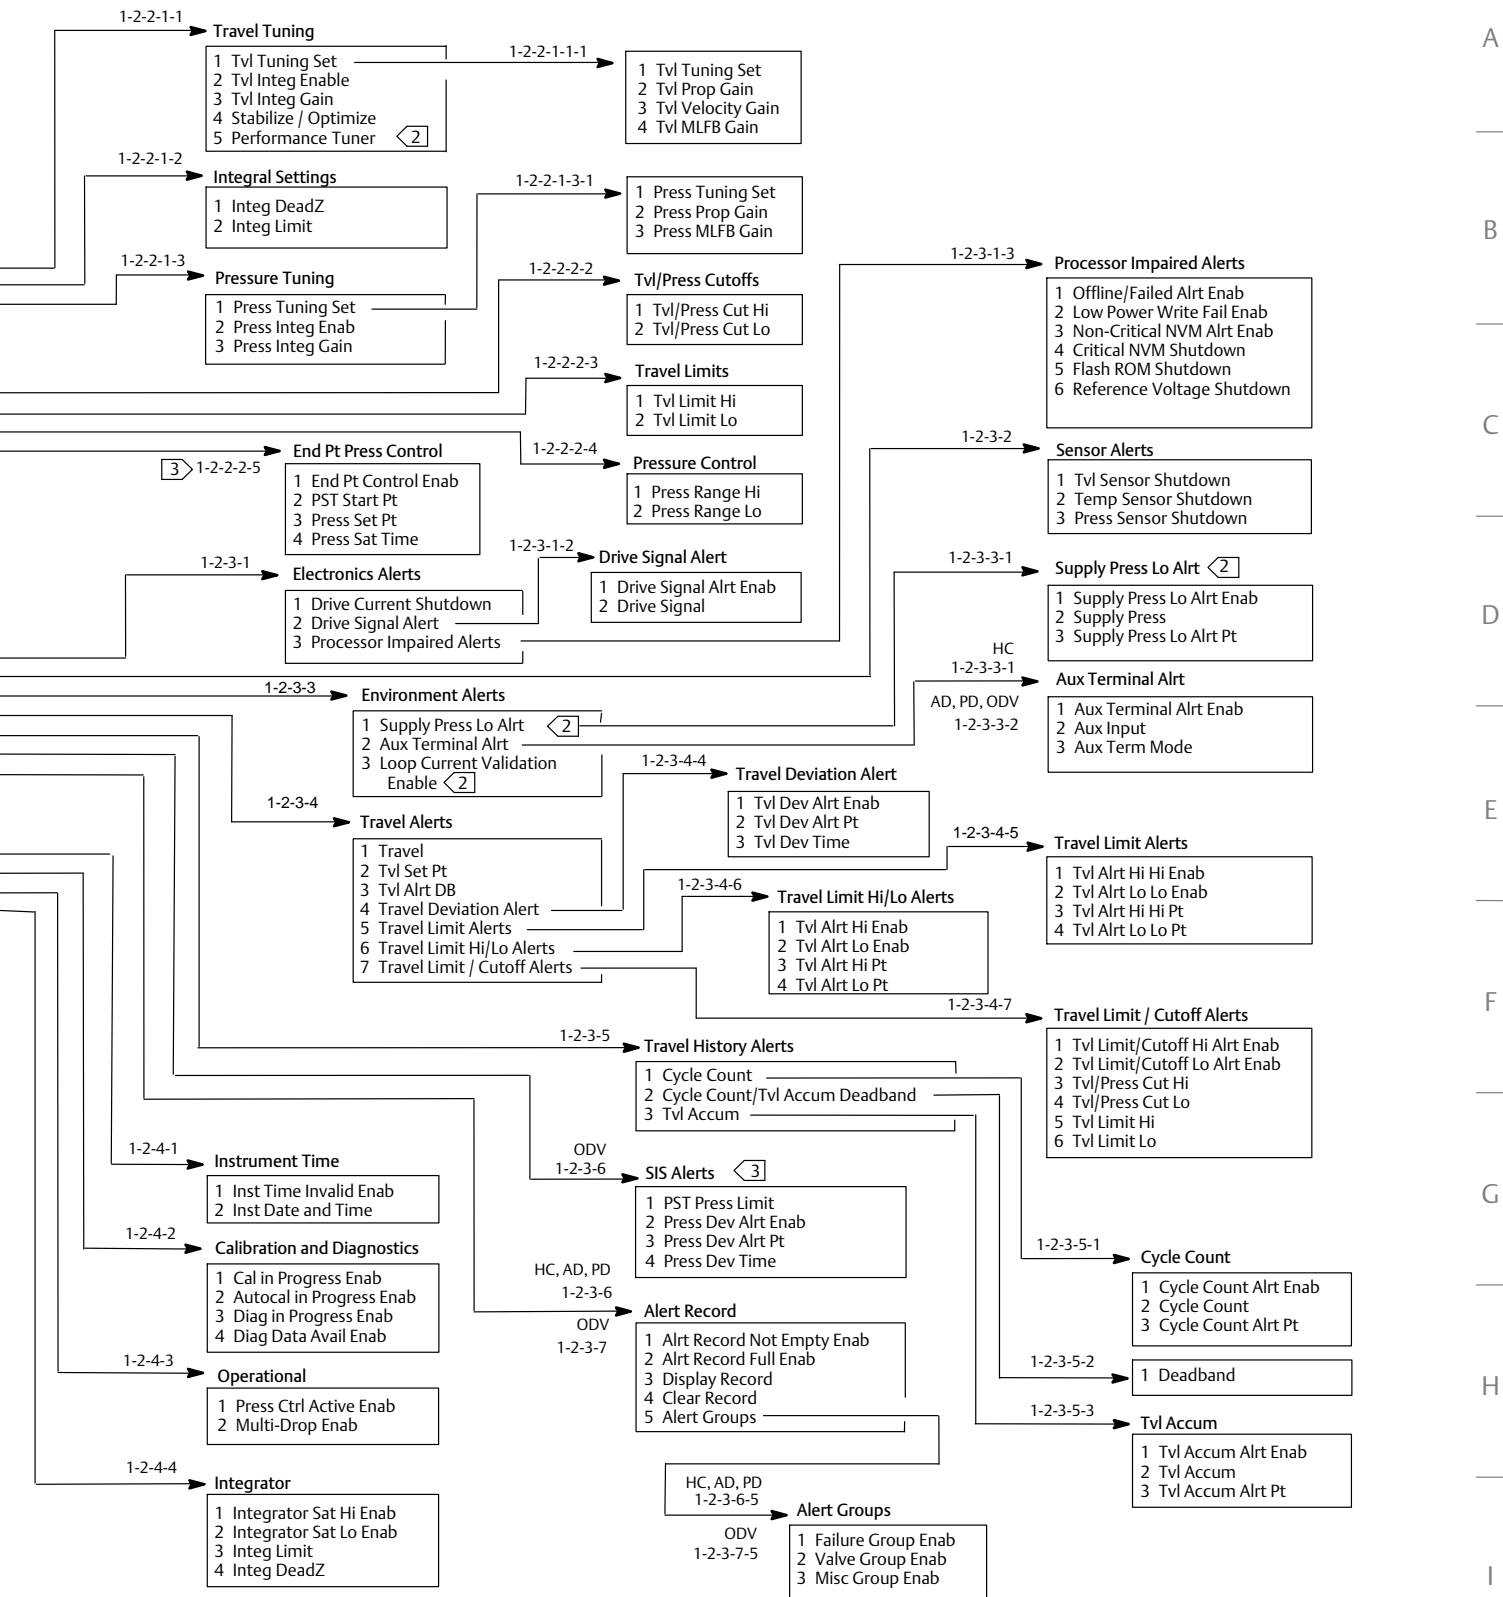 1-2-2-1-1
Travel Tuning
1 Tvl Tuning Set
2 Tvl Integ Enable
3 Tvl Integ Gain
4 Stabilize / Optimize
5 Performance Tuner 2
1-2-2-1-1-1
1 Tvl Tuning Set
2 Tvl Prop Gain
3 Tvl Velocity Gain
4 Tvl MLFB Gain
A
1-2-2-1-2
Integral Settings
1 Integ DeadZ
2 Integ Limit
1-2-2-1-3-1
1 Press Tuning Set
2 Press Prop Gain
3 Press MLFB Gain
B
1-2-2-1-3
Pressure Tuning
1 Press Tuning Set
2 Press Integ Enab
3 Press Integ Gain
1-2-2-2-2
Tvl/Press Cutoffs
1 Tvl/Press Cut Hi
2 Tvl/Press Cut Lo
1-2-3-1-3
Processor Impaired Alerts
1 Offline/Failed Alrt Enab
2 Low Power Write Fail Enab
3 Non-Critical NVM Alrt Enab
4 Critical NVM Shutdown
5 Flash ROM Shutdown
6 Reference Voltage Shutdown
1-2-2-2-3
Travel Limits
1 Tvl Limit Hi
2 Tvl Limit Lo
C
3 1-2-2-2-5
End Pt Press Control
1 End Pt Control Enab
2 PST Start Pt
3 Press Set Pt
4 Press Sat Time
1-2-2-2-4
Pressure Control
1 Press Range Hi
2 Press Range Lo
1-2-3-2
Sensor Alerts
1 Tvl Sensor Shutdown
2 Temp Sensor Shutdown
3 Press Sensor Shutdown
1-2-3-1
Electronics Alerts
1 Drive Current Shutdown
2 Drive Signal Alert
3 Processor Impaired Alerts
1-2-3-1-2
Drive Signal Alert
1 Drive Signal Alrt Enab
2 Drive Signal
1-2-3-3-1
Supply Press Lo Alrt 2
1 Supply Press Lo Alrt Enab
2 Supply Press
3 Supply Press Lo Alrt Pt
D
HC
1-2-3-3-1
AD, PD, ODV
1-2-3-3-2
Aux Terminal Alrt
1 Aux Terminal Alrt Enab
2 Aux Input
3 Aux Term Mode
1-2-3-3
Environment Alerts
1 Supply Press Lo Alrt 2
2 Aux Terminal Alrt
3 Loop Current Validation
Enable 2
1-2-3-4-4
Travel Deviation Alert
1 Tvl Dev Alrt Enab
2 Tvl Dev Alrt Pt
3 Tvl Dev Time
E
1-2-3-4
Travel Alerts
1 Travel
2 Tvl Set Pt
3 Tvl Alrt DB
4 Travel Deviation Alert
5 Travel Limit Alerts
6 Travel Limit Hi/Lo Alerts
7 Travel Limit / Cutoff Alerts
1-2-3-4-5
Travel Limit Alerts
1 Tvl Alrt Hi Hi Enab
2 Tvl Alrt Lo Lo Enab
3 Tvl Alrt Hi Hi Pt
4 Tvl Alrt Lo Lo Pt
1-2-3-4-6
Travel Limit Hi/Lo Alerts
1 Tvl Alrt Hi Enab
2 Tvl Alrt Lo Enab
3 Tvl Alrt Hi Pt
4 Tvl Alrt Lo Pt
F
1-2-3-4-7
Travel Limit / Cutoff Alerts
1 Tvl Limit/Cutoff Hi Alrt Enab
2 Tvl Limit/Cutoff Lo Alrt Enab
3 Tvl/Press Cut Hi
4 Tvl/Press Cut Lo
5 Tvl Limit Hi
6 Tvl Limit Lo
1-2-3-5
Travel History Alerts
1 Cycle Count
2 Cycle Count/Tvl Accum Deadband
3 Tvl Accum
1-2-4-1
Instrument Time
1 Inst Time Invalid Enab
2 Inst Date and Time
ODV
1-2-3-6
SIS Alerts 3
1 PST Press Limit
2 Press Dev Alrt Enab
3 Press Dev Alrt Pt
4 Press Dev Time
G
1-2-4-2
Calibration and Diagnostics
1 Cal in Progress Enab
2 Autocal in Progress Enab
3 Diag in Progress Enab
4 Diag Data Avail Enab
1-2-3-5-1
Cycle Count
1 Cycle Count Alrt Enab
2 Cycle Count
3 Cycle Count Alrt Pt
HC, AD, PD
1-2-3-6
ODV
1-2-3-7
Alert Record
1 Alrt Record Not Empty Enab
2 Alrt Record Full Enab
3 Display Record
4 Clear Record
5 Alert Groups
1-2-4-3
Operational
1 Press Ctrl Active Enab
2 Multi-Drop Enab
1-2-3-5-2
1 Deadband
H
1-2-3-5-3
Tvl Accum
1 Tvl Accum Alrt Enab
2 Tvl Accum
3 Tvl Accum Alrt Pt
1-2-4-4
Integrator
1 Integrator Sat Hi Enab
2 Integrator Sat Lo Enab
3 Integ Limit
4 Integ DeadZ
HC, AD, PD
1-2-3-6-5
ODV
1-2-3-7-5
Alert Groups
1 Failure Group Enab
2 Valve Group Enab
3 Misc Group Enab
I